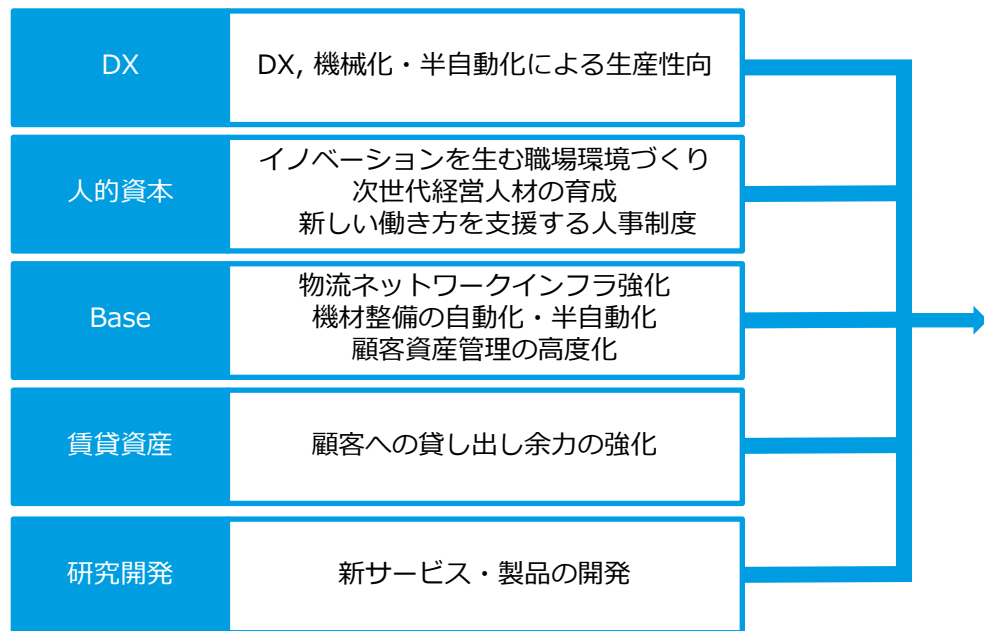 DX
DX, 機械化・半自動化による生産性向
人的資本
イノベーションを生む職場環境づくり
次世代経営人材の育成
新しい働き方を支援する人事制度
Base
物流ネットワークインフラ強化
機材整備の自動化・半自動化
顧客資産管理の高度化
賃貸資産
顧客への貸し出し余力の強化
研究開発
新サービス・製品の開発